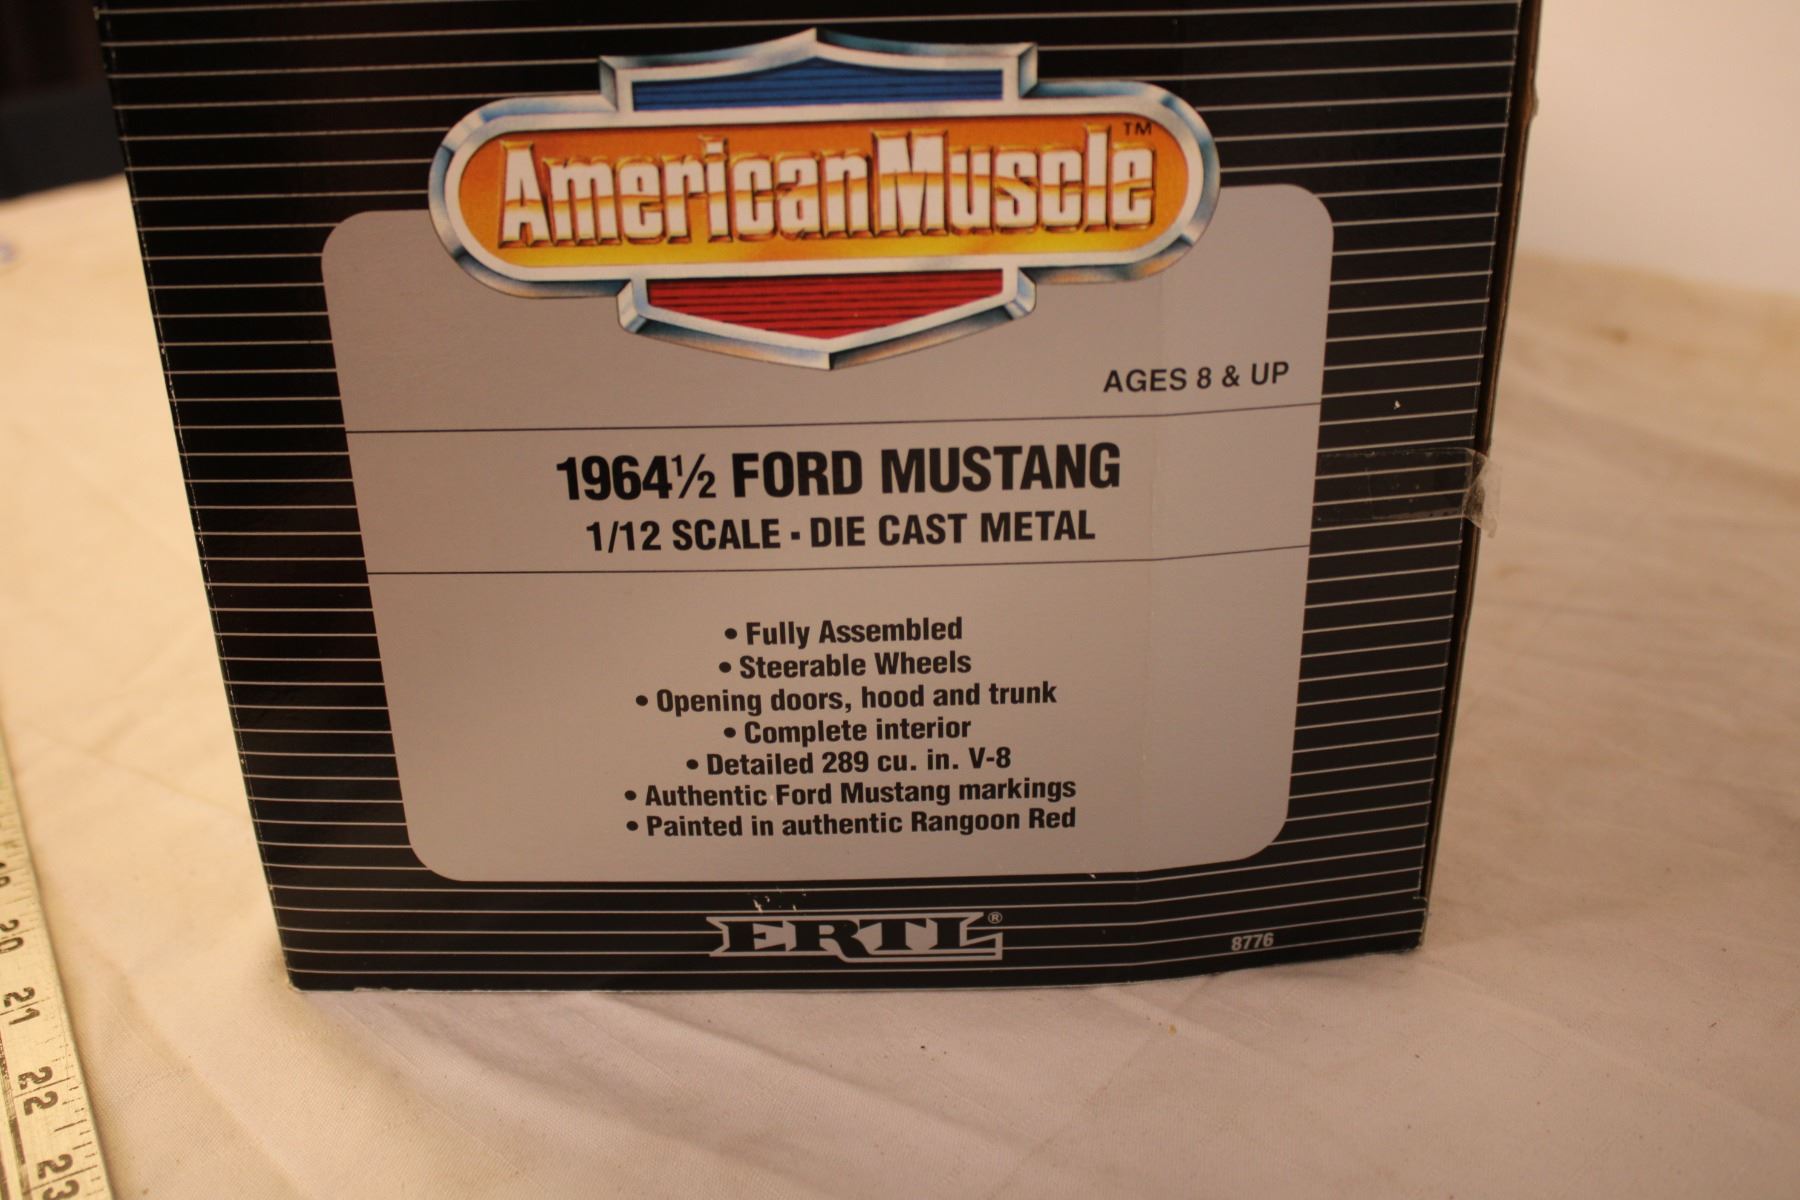 AmericanMuscle™
AGES 8 & UP
1964½ FORD MUSTANG
1/12 SCALE · DIE CAST METAL
• Fully Assembled
• Steerable Wheels
• Opening doors, hood and trunk
• Complete interior
• Detailed 289 cu. in. V-8
• Authentic Ford Mustang markings
• Painted in authentic Rangoon Red
ERTL®
8776
20
21
22
23